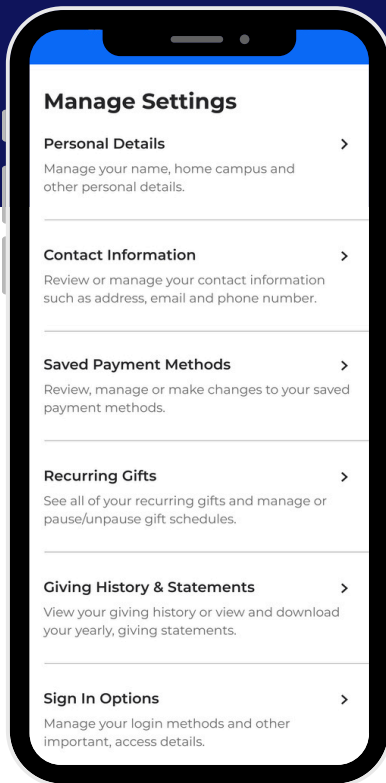 Manage Settings
Personal Details
Manage your name, home campus and
other personal details.
Contact Information
Review or manage your contact information
such as address, email and phone number.
Saved Payment Methods
Review, manage or make changes to your saved
payment methods.
Recurring Gifts
See all of your recurring gifts and manage or
pause/unpause gift schedules.
Giving History & Statements
View your giving history or view and download
your yearly, giving statements.
Sign In Options
Manage your login methods and other
important, access details.